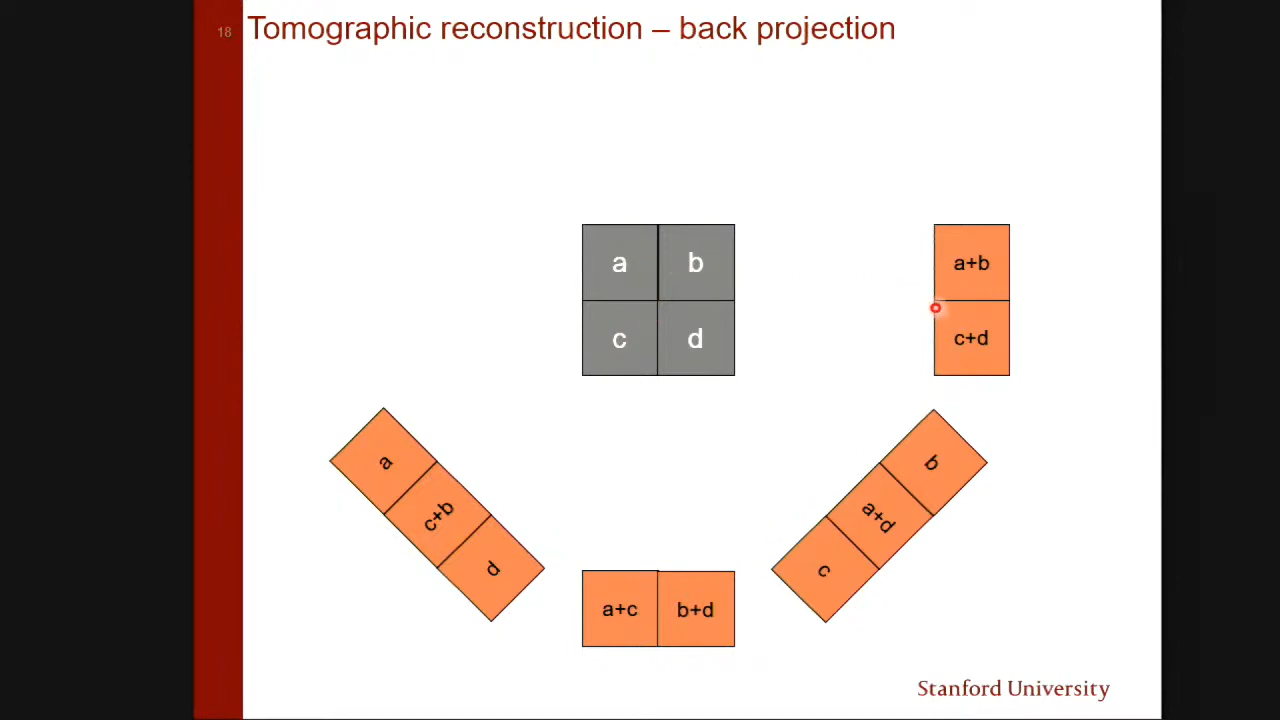 18 Tomographic reconstruction – back projection
a b
a+b
c d
c+d
a
c+b
d
b
a+d
c
a+c b+d
Stanford University